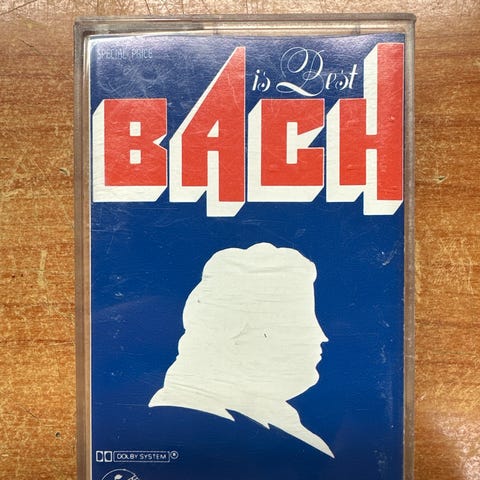 SPECIAL PRICE
is Best
BACH
DOLBY SYSTEM ®